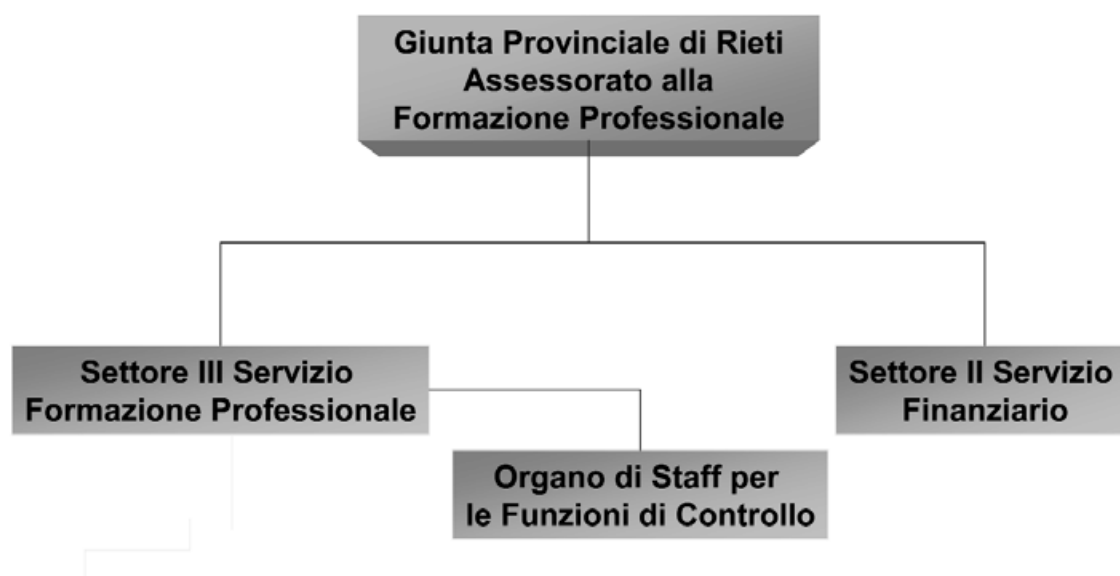 Giunta Provinciale di Rieti
Assessorato alla
Formazione Professionale
Settore III Servizio
Formazione Professionale
Settore II Servizio
Finanziario
Organo di Staff per
le Funzioni di Controllo